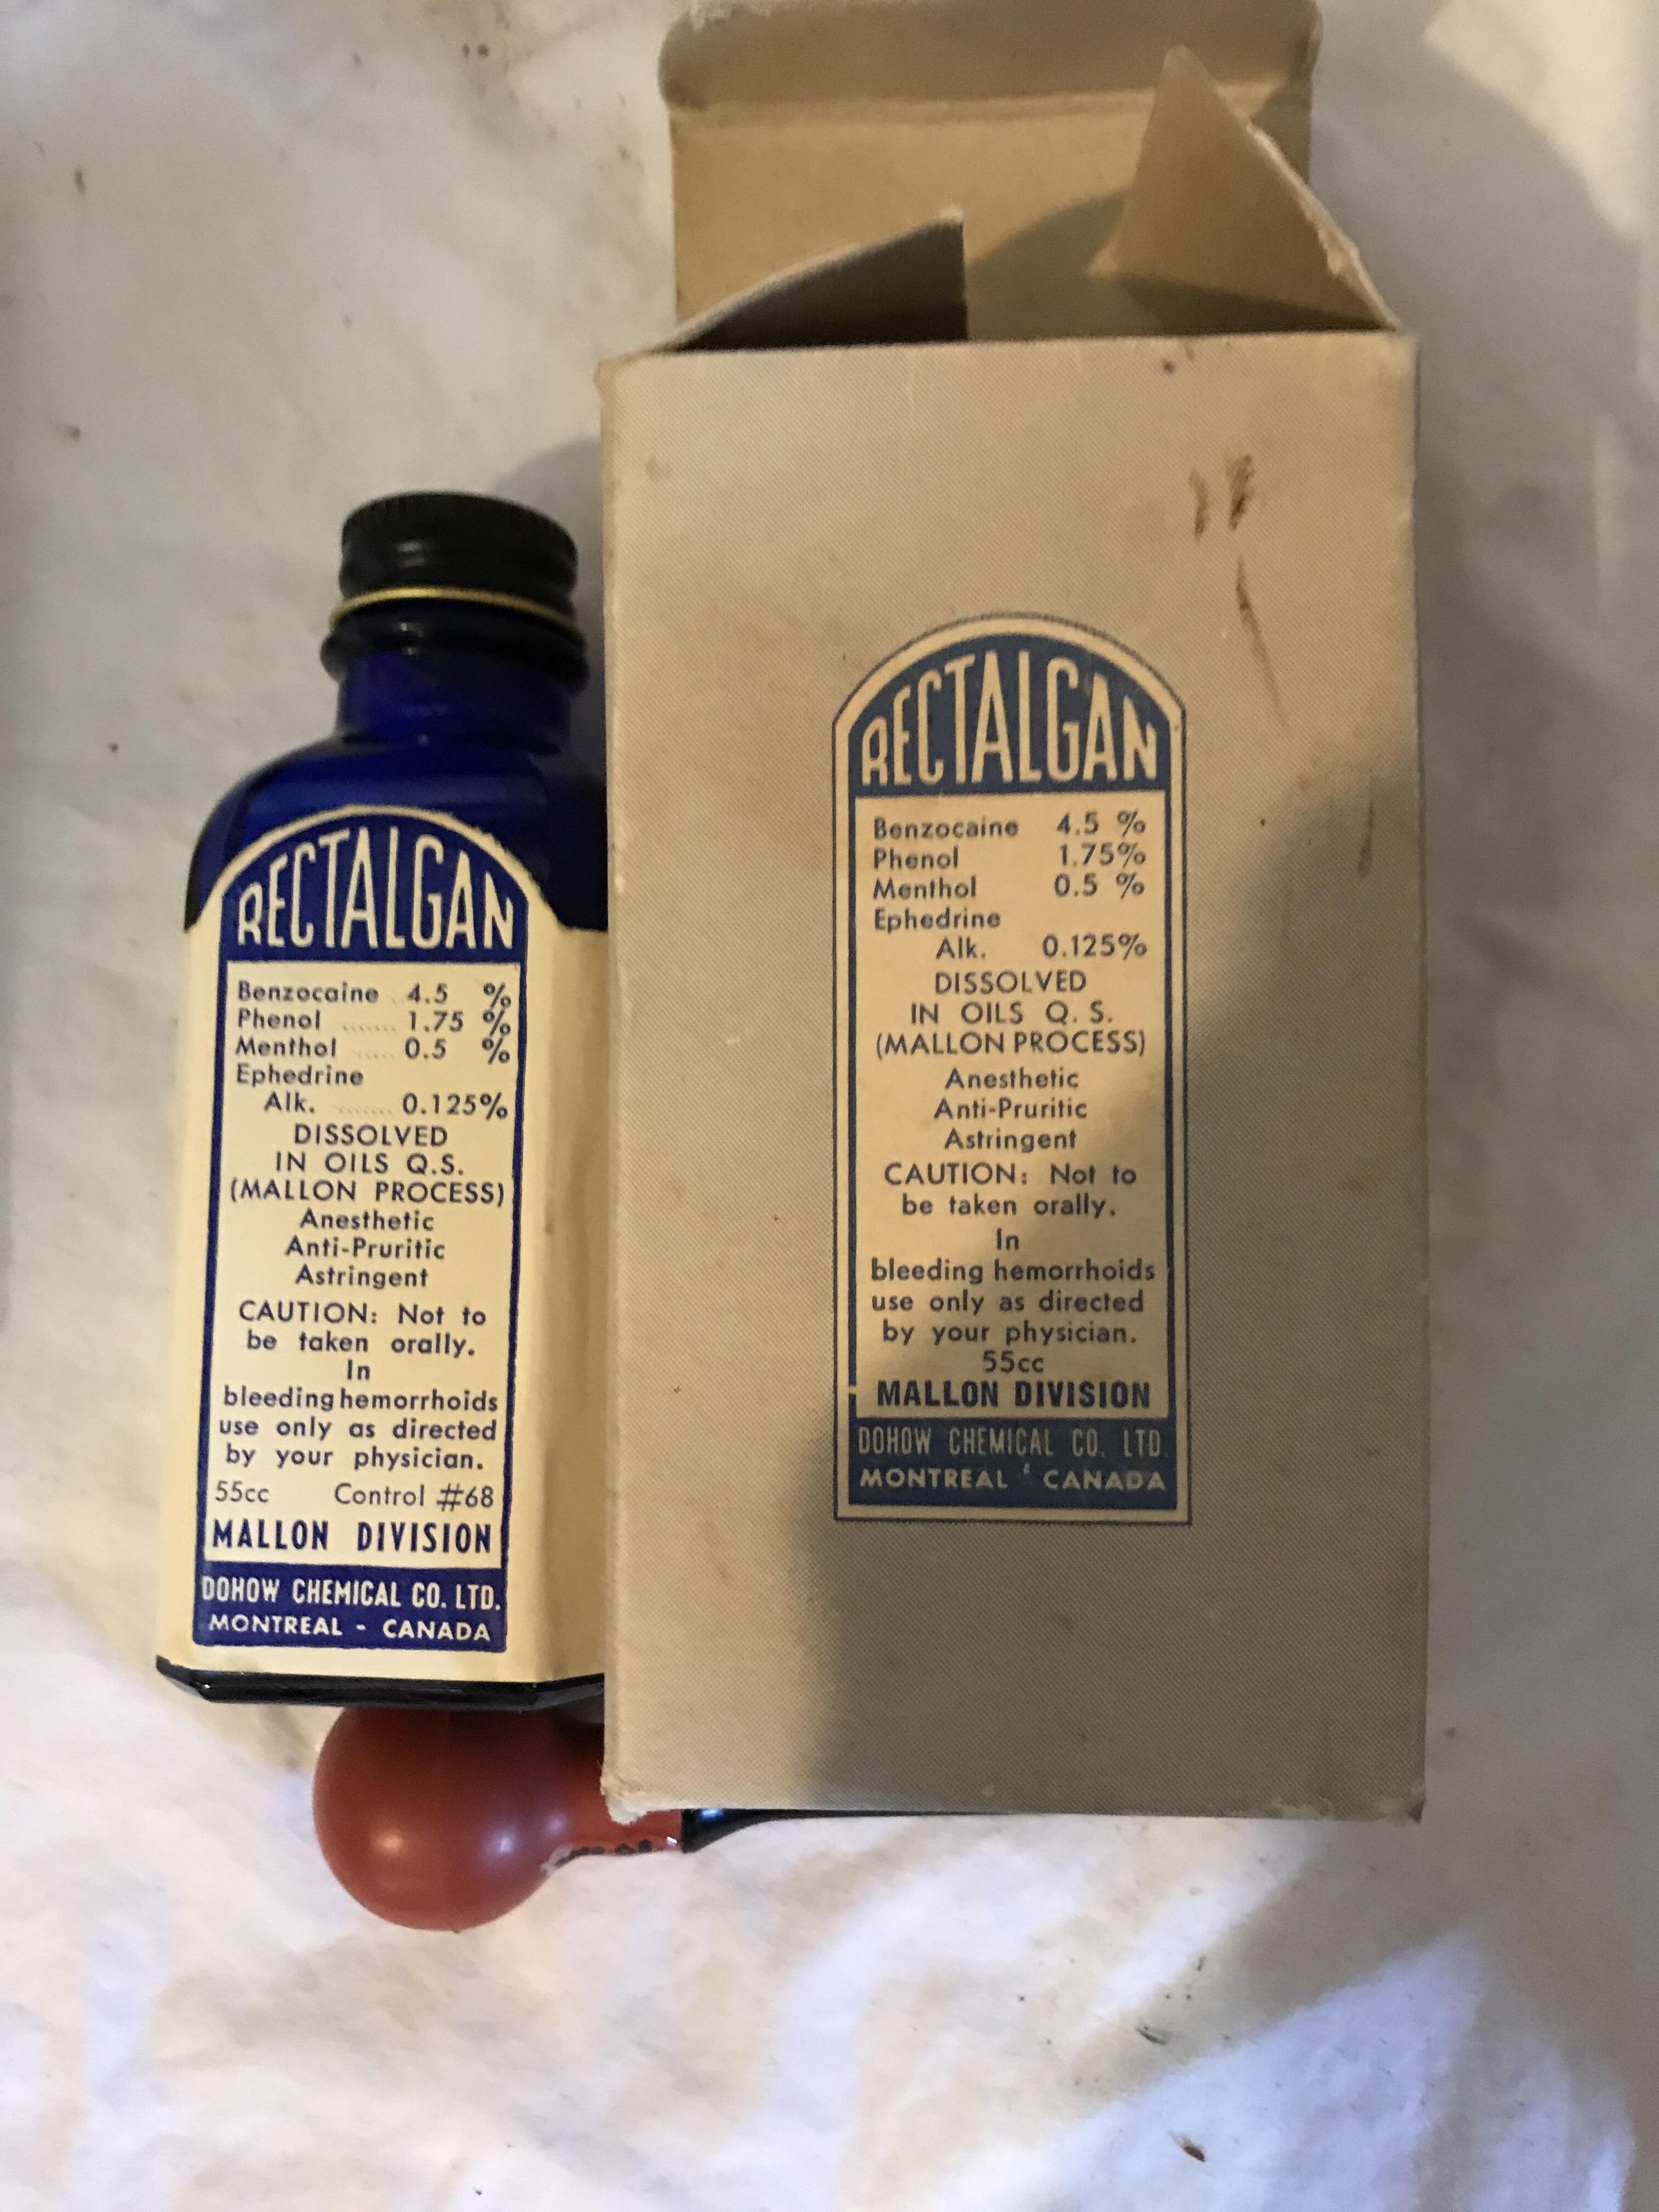 RECTALGAN
Benzocaine .. 4.5 %
Phenol ....... 1.75 %
Menthol ..... 0.5 %
Ephedrine
Alk. ....... 0.125%
DISSOLVED
IN OILS Q.S.
(MALLON PROCESS)
Anesthetic
Anti-Pruritic
Astringent
CAUTION: Not to
be taken orally.
In
bleeding hemorrhoids
use only as directed
by your physician.
55cc Control #68
MALLON DIVISION
DOHOW CHEMICAL CO. LTD.
MONTREAL - CANADA
RECTALGAN
Benzocaine 4.5 %
Phenol 1.75%
Menthol 0.5 %
Ephedrine
Alk. 0.125%
DISSOLVED
IN OILS Q. S.
(MALLON PROCESS)
Anesthetic
Anti-Pruritic
Astringent
CAUTION: Not to
be taken orally.
In
bleeding hemorrhoids
use only as directed
by your physician.
55cc
MALLON DIVISION
DOHOW CHEMICAL CO. LTD.
MONTREAL ' CANADA